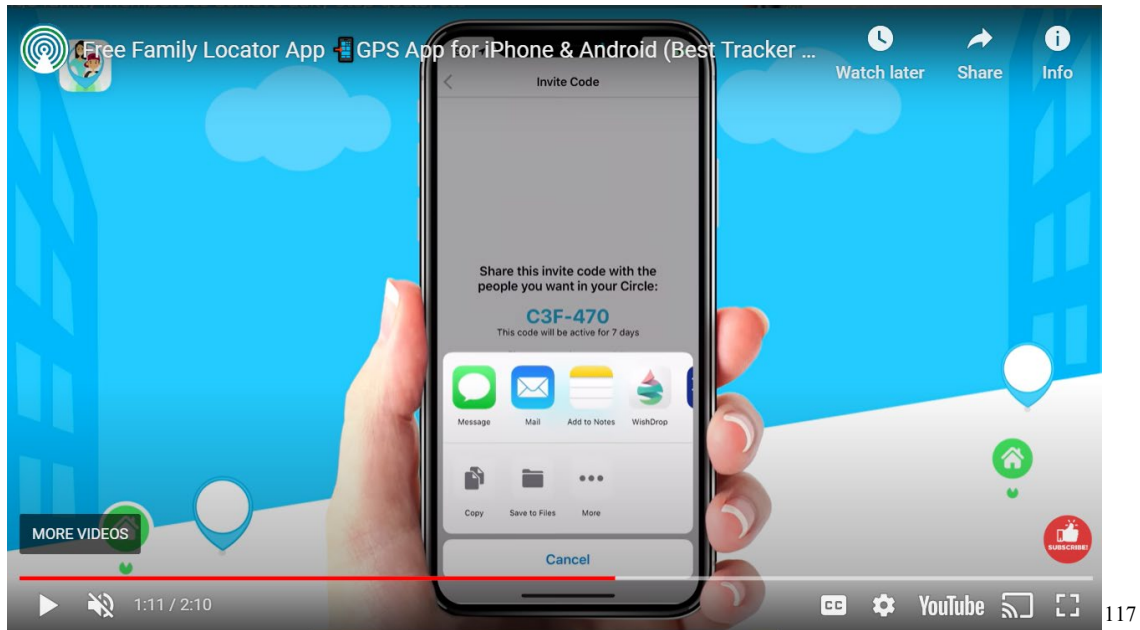 Free Family Locator App 📲GPS App for iPhone & Android (Best Tracker ...
Watch later
Share
Info
Invite Code
Share this invite code with the
people you want in your Circle:
C3F-470
This code will be active for 7 days
Message
Mail
Add to Notes
WishDrop
Copy
Save to Files
More
Cancel
MORE VIDEOS
SUBSCRIBE!
1:11 / 2:10
CC
YouTube
117